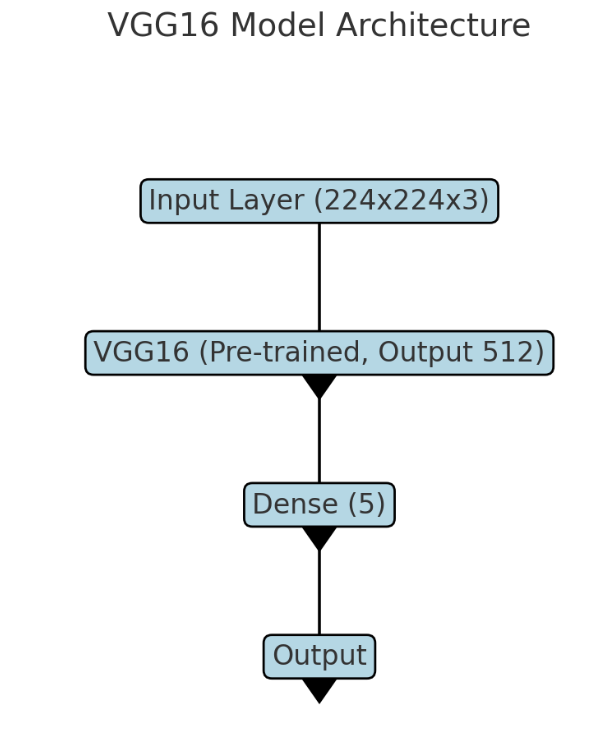 VGG16 Model Architecture
Input Layer (224x224x3)
VGG16 (Pre-trained, Output 512)
Dense (5)
Output